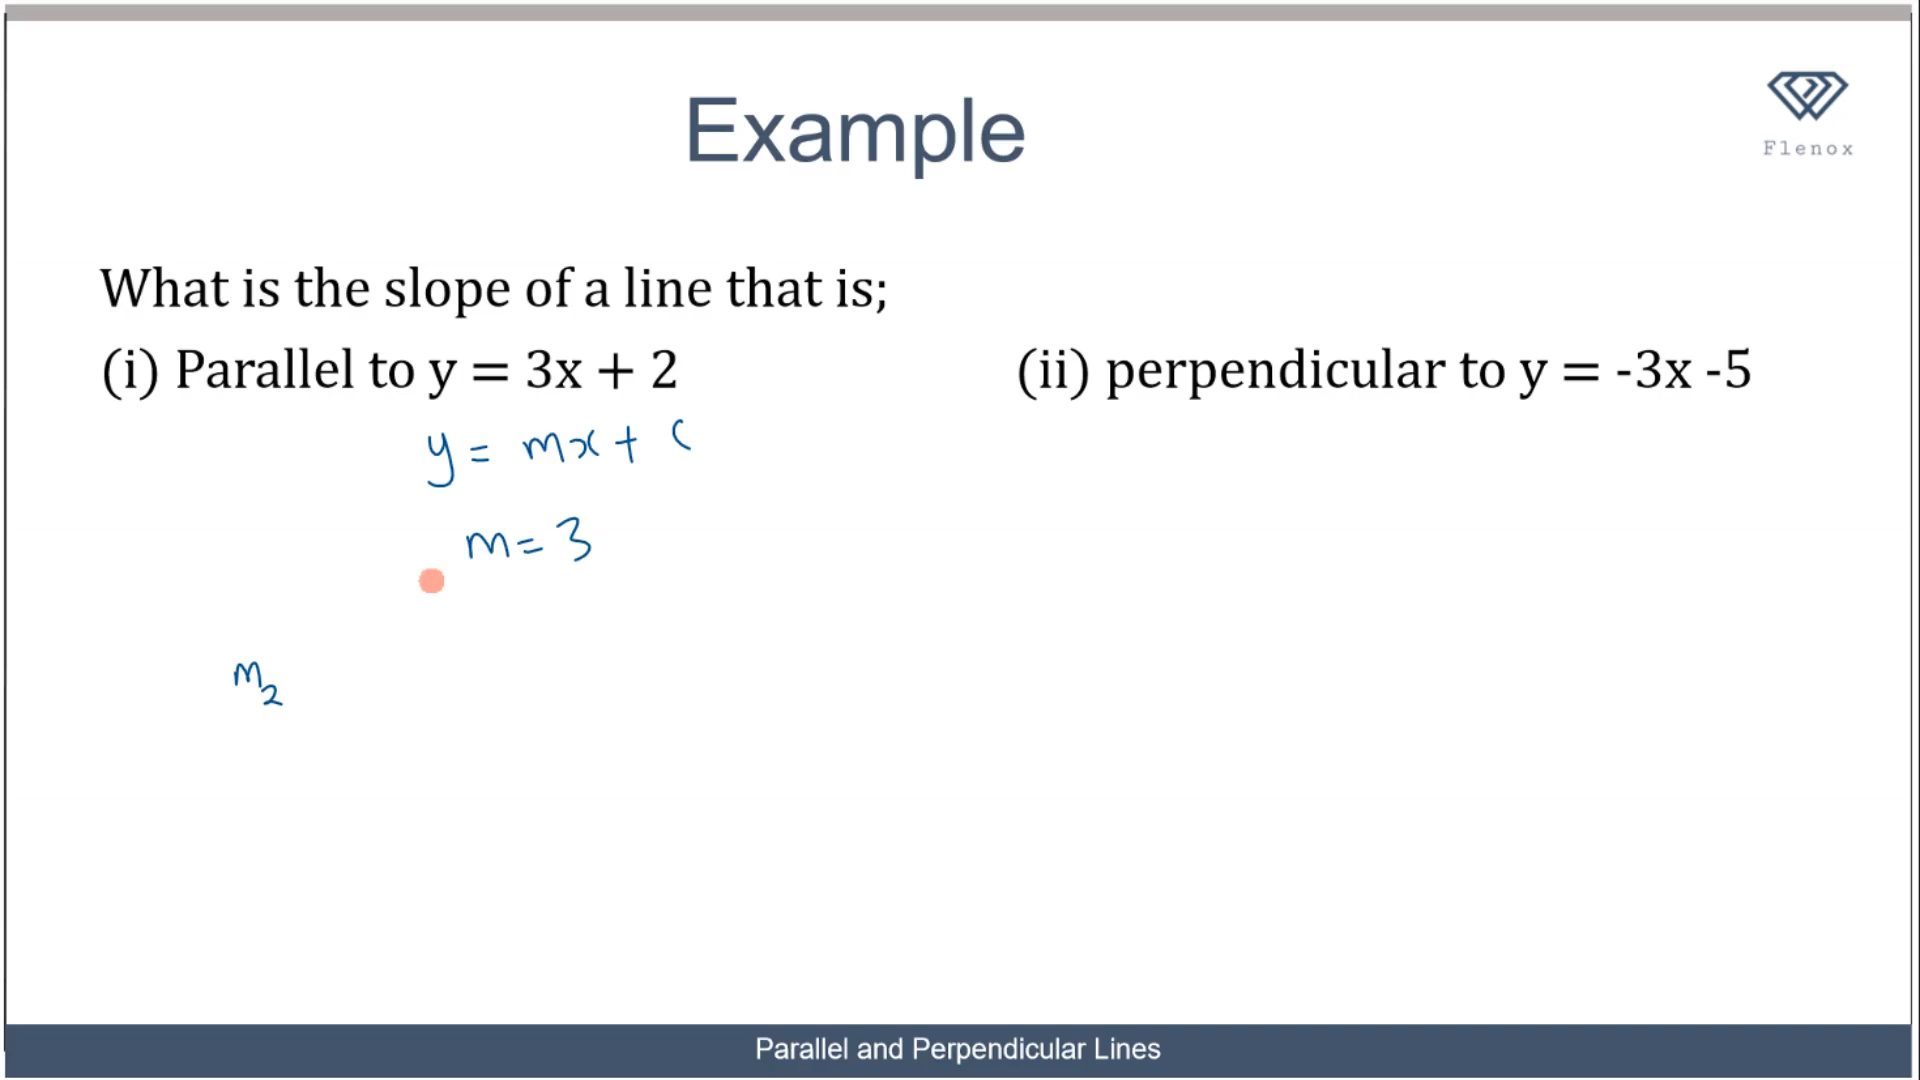 Example
Flenox
What is the slope of a line that is;
(i) Parallel to y = 3x + 2
(ii) perpendicular to y = -3x -5
y = mx + c
m = 3
m₂
Parallel and Perpendicular Lines